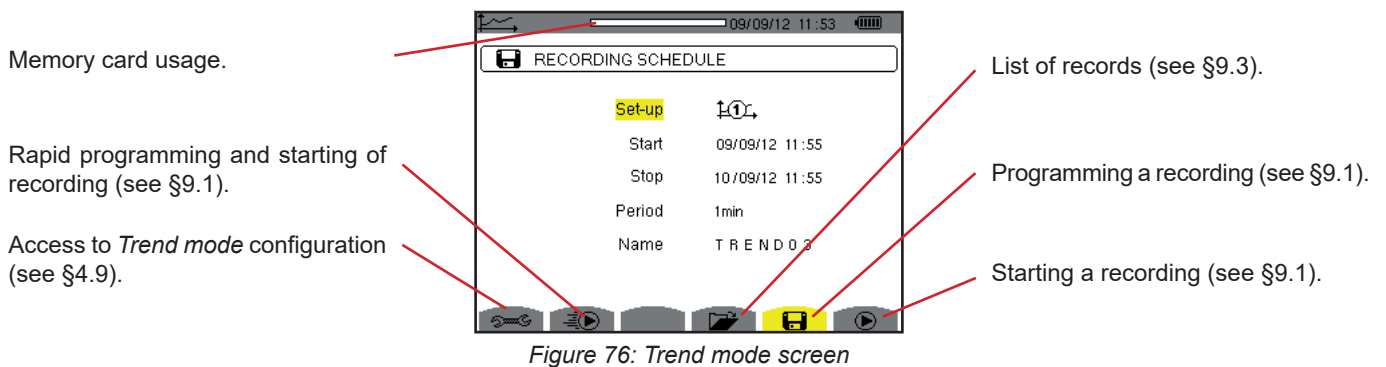 Memory card usage.
Rapid programming and starting of
recording (see §9.1).
Access to Trend mode configuration
(see §4.9).
09/09/12 11:53
RECORDING SCHEDULE
Set-up 1
Start 09/09/12 11:55
Stop 10/09/12 11:55
Period 1min
Name TREND03
List of records (see §9.3).
Programming a recording (see §9.1).
Starting a recording (see §9.1).
Figure 76: Trend mode screen